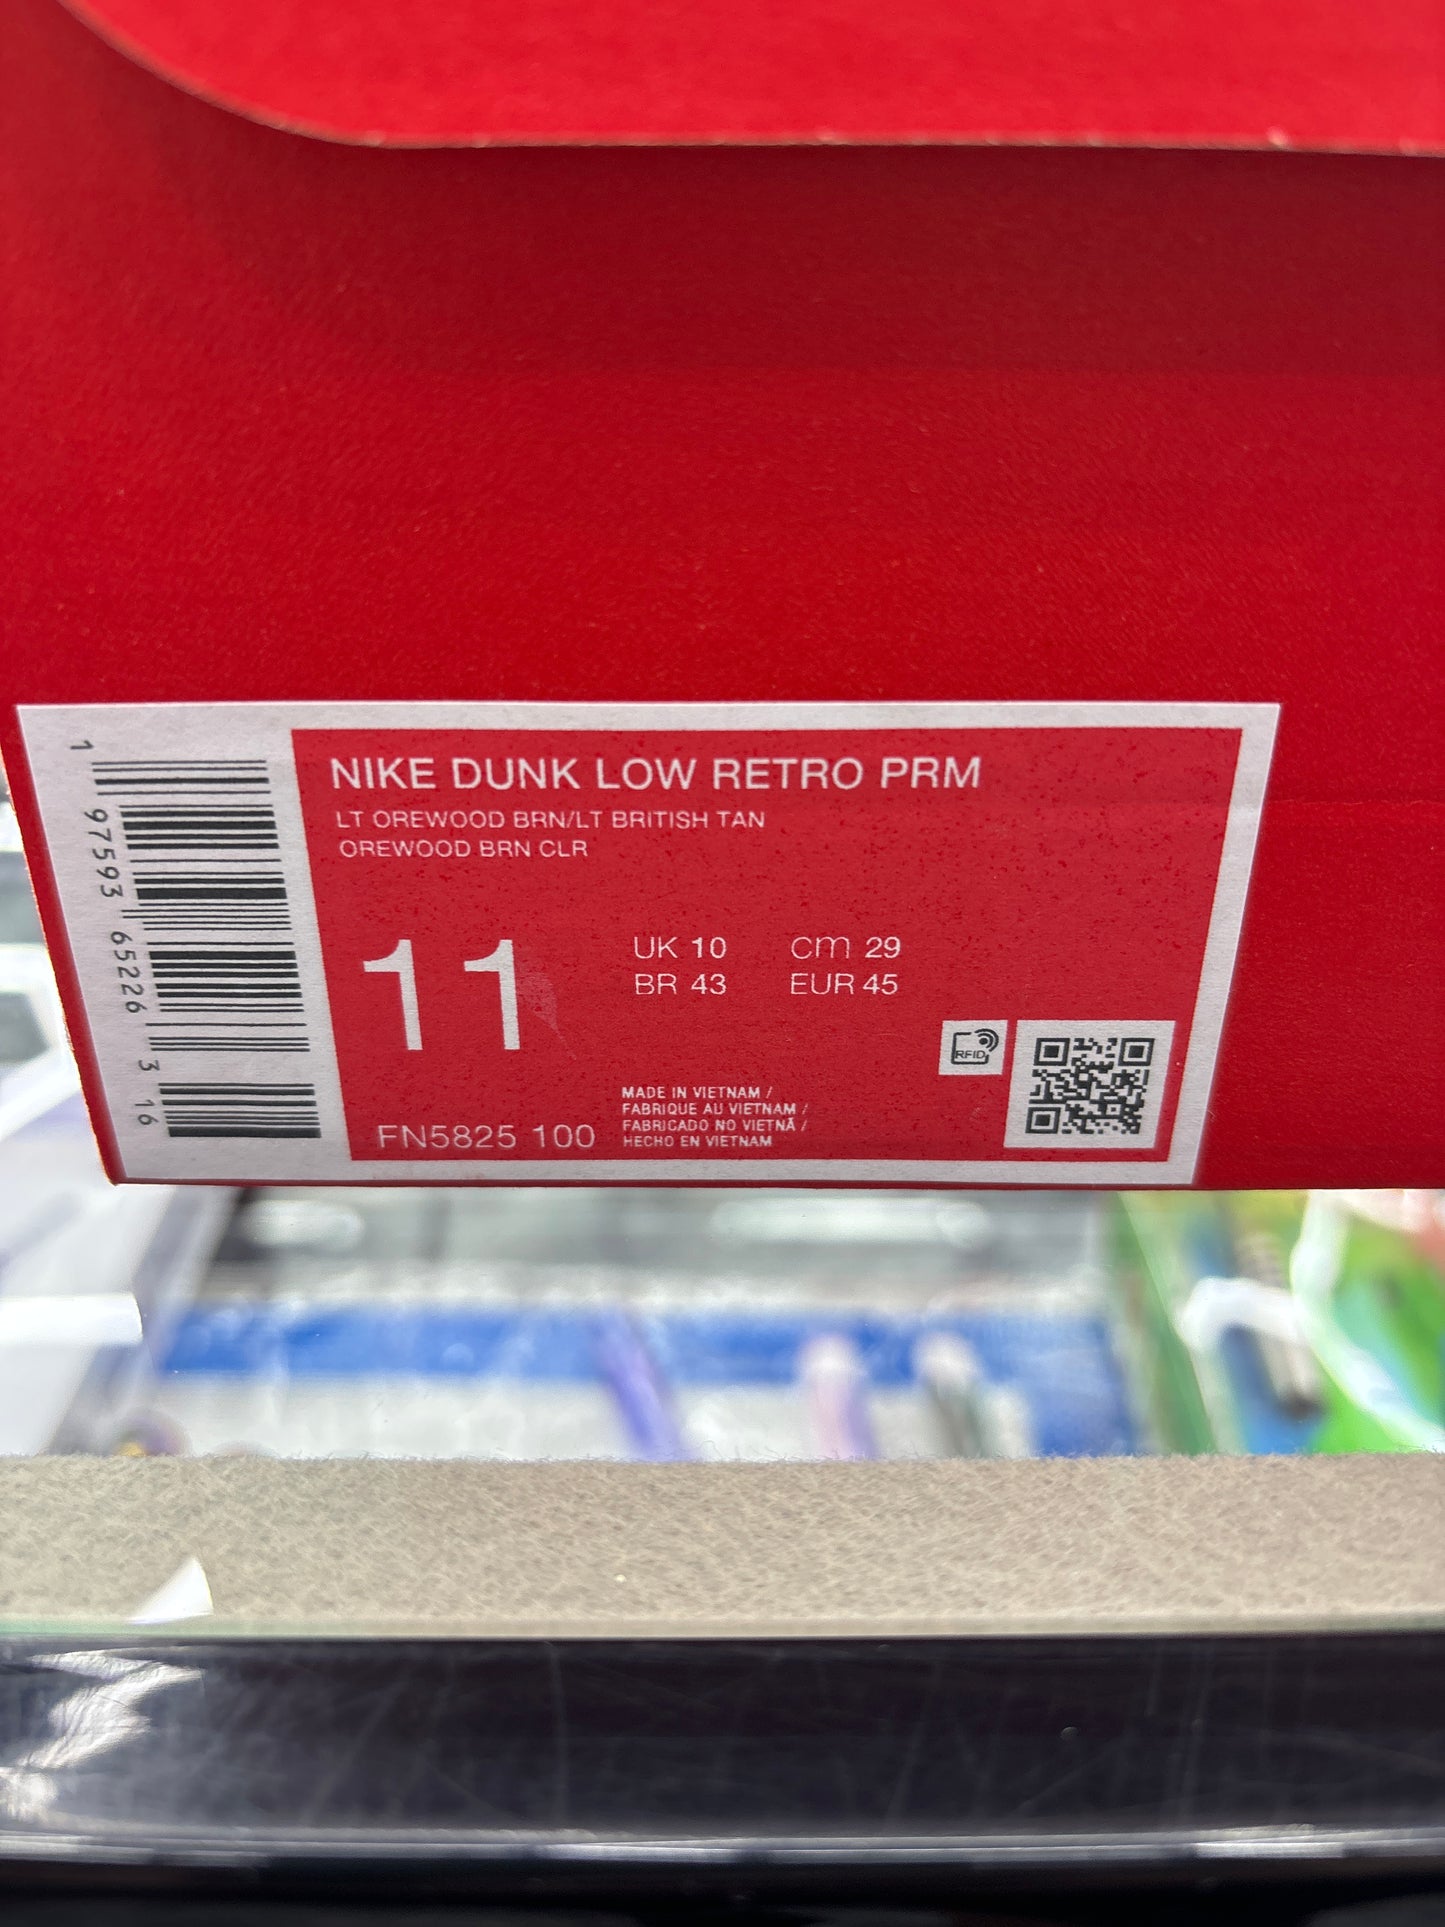 1 97593 65226 3 16
NIKE DUNK LOW RETRO PRM
LT OREWOOD BRN/LT BRITISH TAN
OREWOOD BRN CLR
11
UK 10 cm 29
BR 43 EUR 45
RFID
MADE IN VIETNAM /
FABRIQUE AU VIETNAM /
FABRICADO NO VIETNÃ /
HECHO EN VIETNAM
FN5825 100